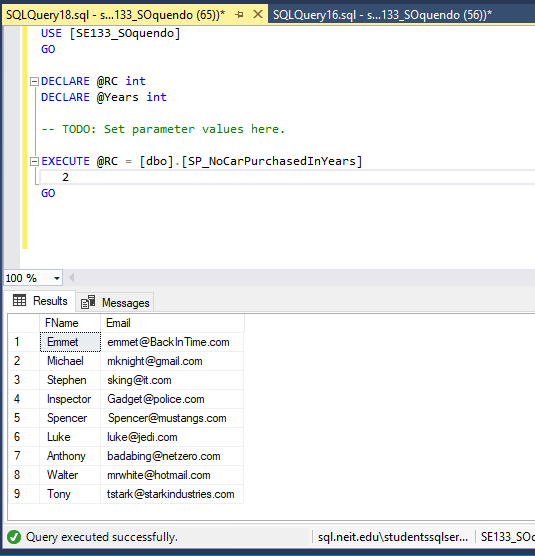 SQLQuery18.sql - s...133_SOquendo (65))* SQLQuery16.sql - s...133_SOquendo (56))*
USE [SE133_SOquendo]
GO
DECLARE @RC int
DECLARE @Years int
-- TODO: Set parameter values here.
EXECUTE @RC = [dbo].[SP_NoCarPurchasedInYears]
2
GO
100 %
Results Messages
FName Email
1 Emmet emmet@BackInTime.com
2 Michael mknight@gmail.com
3 Stephen sking@it.com
4 Inspector Gadget@police.com
5 Spencer Spencer@mustangs.com
6 Luke luke@jedi.com
7 Anthony badabing@netzero.com
8 Walter mrwhite@hotmail.com
9 Tony tstark@starkindustries.com
Query executed successfully. sql.neit.edu\studentssqlser... SE133_SOq